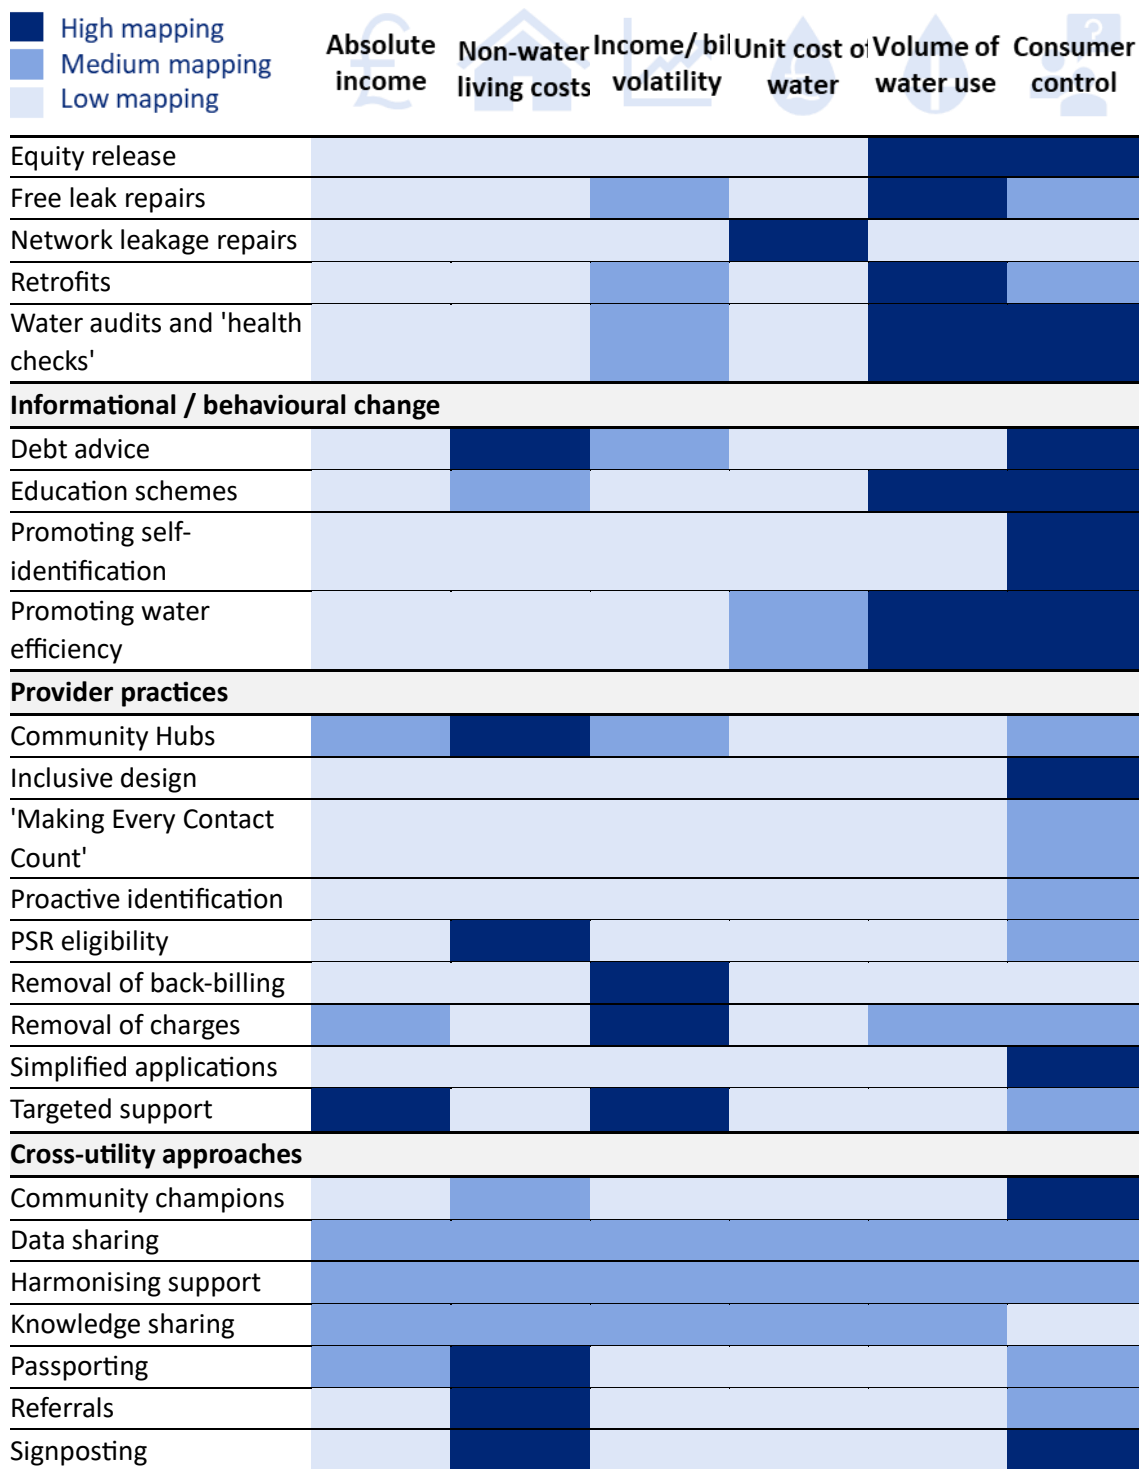 High mapping
Medium mapping
Low mapping
Absolute
income
Non-water
living costs
Income/ bil
volatility
Unit cost of
water
Volume of
water use
Consumer
control
Equity release
Free leak repairs
Network leakage repairs
Retrofits
Water audits and 'health
checks'
Informational / behavioural change
Debt advice
Education schemes
Promoting self-
identification
Promoting water
efficiency
Provider practices
Community Hubs
Inclusive design
'Making Every Contact
Count'
Proactive identification
PSR eligibility
Removal of back-billing
Removal of charges
Simplified applications
Targeted support
Cross-utility approaches
Community champions
Data sharing
Harmonising support
Knowledge sharing
Passporting
Referrals
Signposting